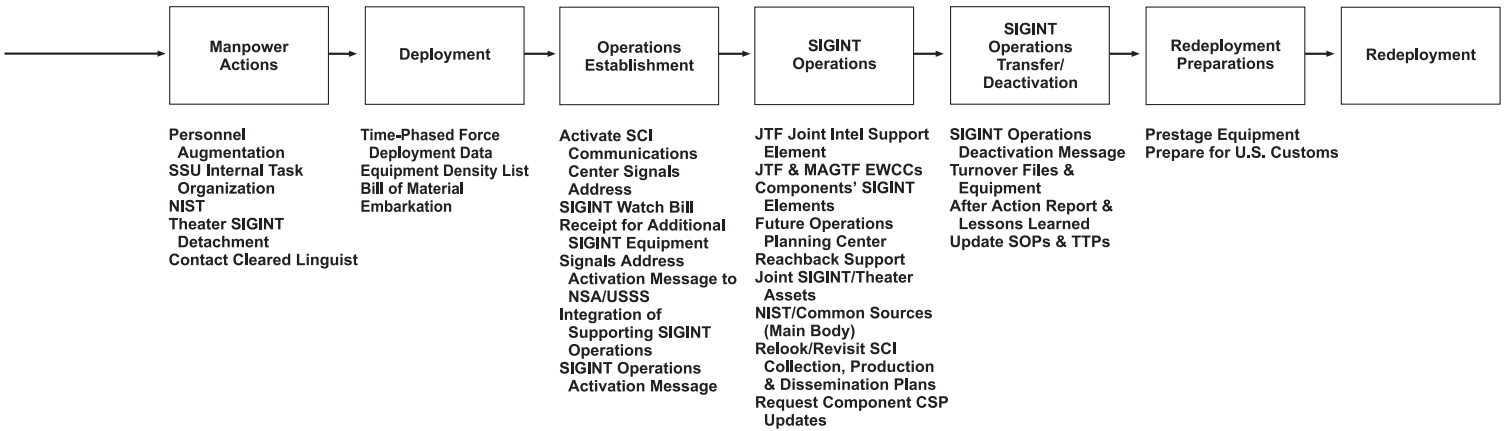 Manpower
Actions
Deployment
Operations
Establishment
SIGINT
Operations
SIGINT
Operations
Transfer/
Deactivation
Redeployment
Preparations
Redeployment
Personnel
Augmentation
SSU Internal Task
Organization
NIST
Theater SIGINT
Detachment
Contact Cleared Linguist
Time-Phased Force
Deployment Data
Equipment Density List
Bill of Material
Embarkation
Activate SCI
Communications
Center Signals
Address
SIGINT Watch Bill
Receipt for Additional
SIGINT Equipment
Signals Address
Activation Message to
NSA/USSS
Integration of
Supporting SIGINT
Operations
SIGINT Operations
Activation Message
JTF Joint Intel Support
Element
JTF & MAGTF EWCCs
Components’ SIGINT
Elements
Future Operations
Planning Center
Reachback Support
Joint SIGINT/Theater
Assets
NIST/Common Sources
(Main Body)
Relook/Revisit SCI
Collection, Production
& Dissemination Plans
Request Component CSP
Updates
SIGINT Operations
Deactivation Message
Turnover Files &
Equipment
After Action Report &
Lessons Learned
Update SOPs & TTPs
Prestage Equipment
Prepare for U.S. Customs